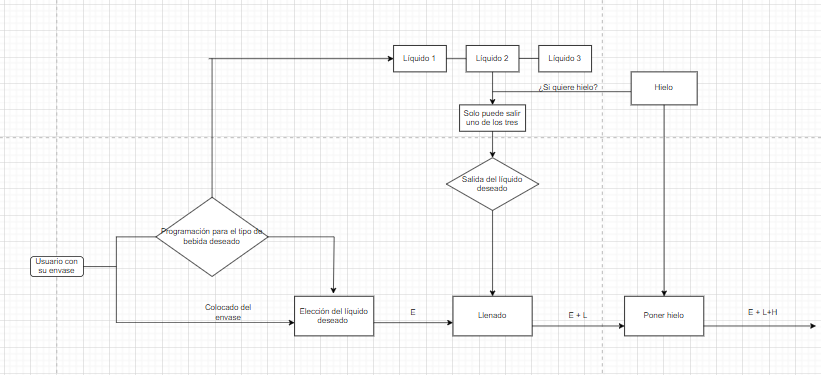 Líquido 1
Líquido 2
Líquido 3
¿Si quiere hielo?
Hielo
Solo puede salir
uno de los tres
Salida del líquido
deseado
Programación para el tipo de
bebida deseado
Usuario con
su envase
Colocado del
envase
Elección del líquido
deseado
E
Llenado
E + L
Poner hielo
E + L+H